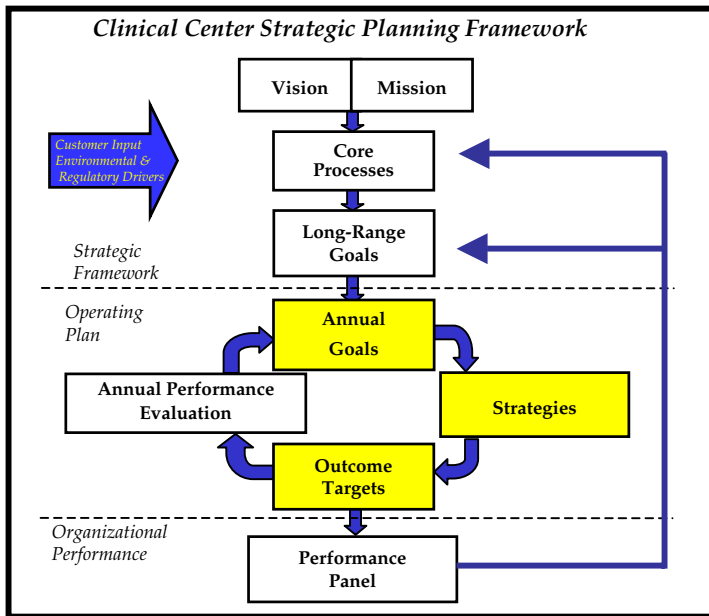 Clinical Center Strategic Planning Framework
Vision
Mission
Customer Input
Environmental &
Regulatory Drivers
Core
Processes
Long-Range
Goals
Strategic
Framework
Operating
Plan
Annual
Goals
Annual Performance
Evaluation
Strategies
Outcome
Targets
Organizational
Performance
Performance
Panel